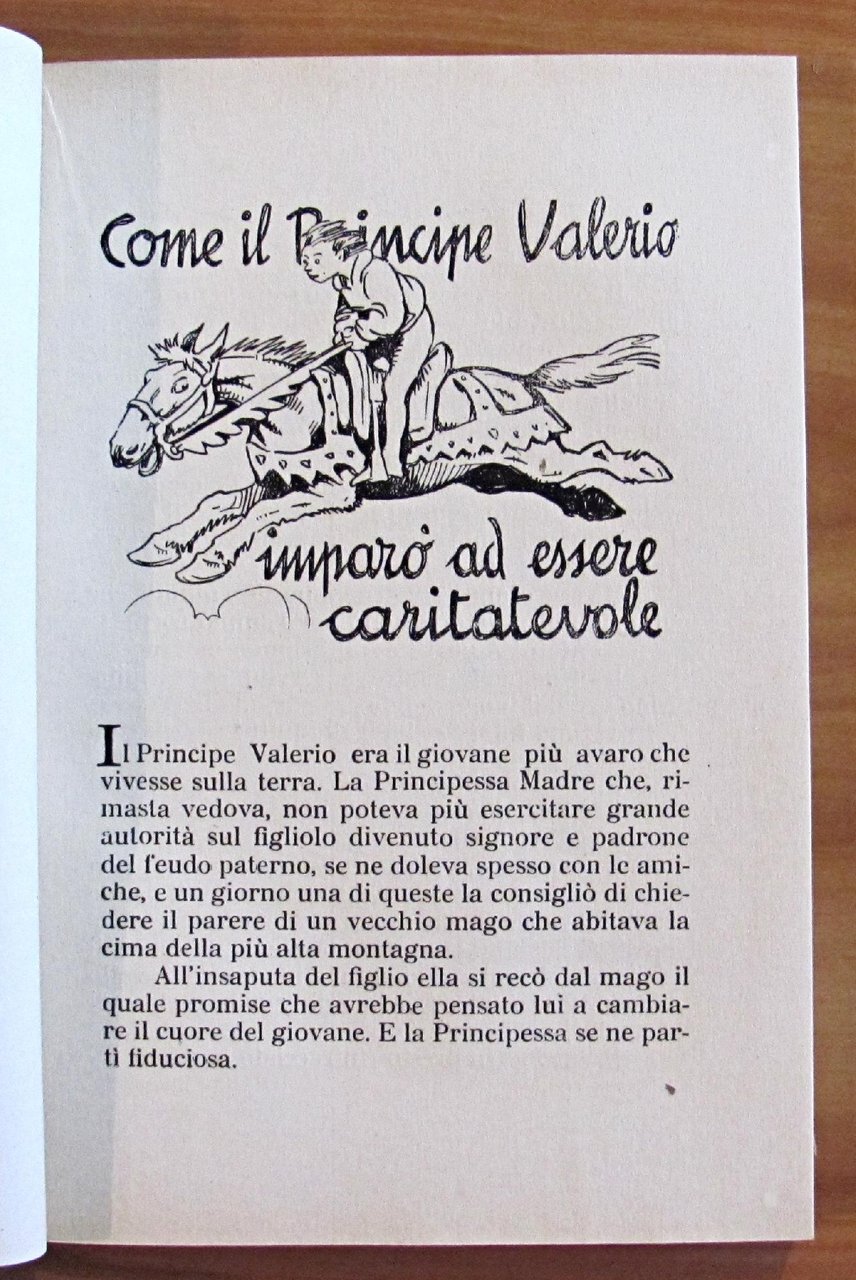 Come il Principe Valerio
imparò ad essere
caritatevole
Il Principe Valerio era il giovane più avaro che
vivesse sulla terra. La Principessa Madre che, ri-
masta vedova, non poteva più esercitare grande
autorità sul figliolo divenuto signore e padrone
del feudo paterno, se ne doleva spesso con le ami-
che, e un giorno una di queste la consigliò di chie-
dere il parere di un vecchio mago che abitava la
cima della più alta montagna.
All'insaputa del figlio ella si recò dal mago il
quale promise che avrebbe pensato lui a cambia-
re il cuore del giovane. E la Principessa se ne par-
tì fiduciosa.